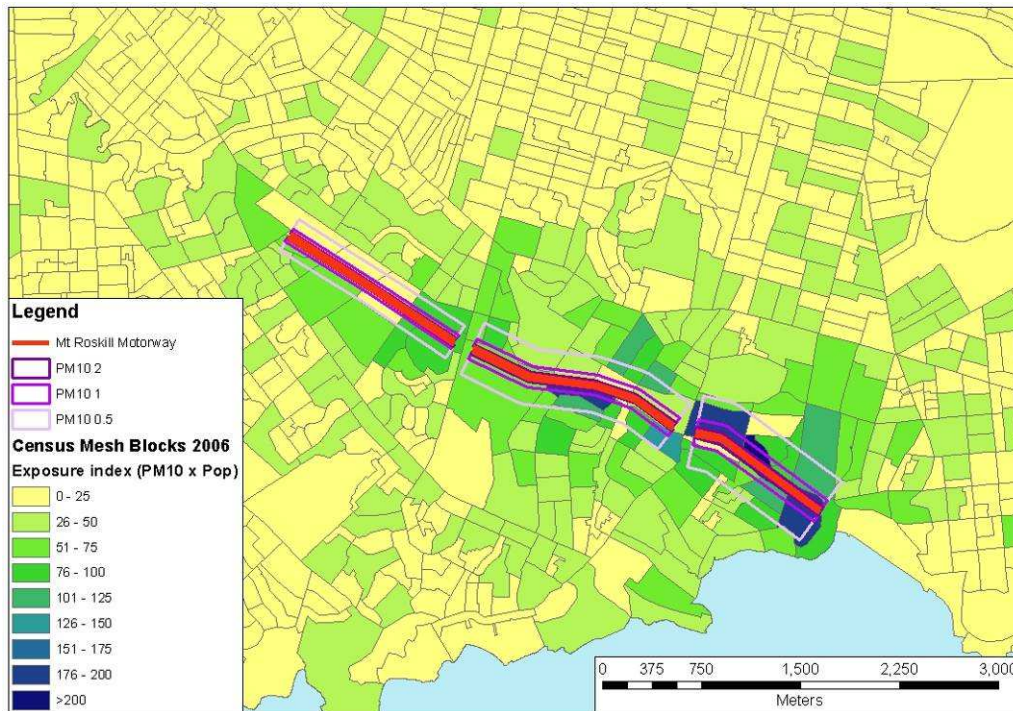 Legend
Mt Roskill Motorway
PM10 2
PM10 1
PM10 0.5
Census Mesh Blocks 2006
Exposure index (PM10 x Pop)
0 - 25
26 - 50
51 - 75
76 - 100
101 - 125
126 - 150
151 - 175
176 - 200
>200
0 375 750 1,500 2,250 3,000
Meters